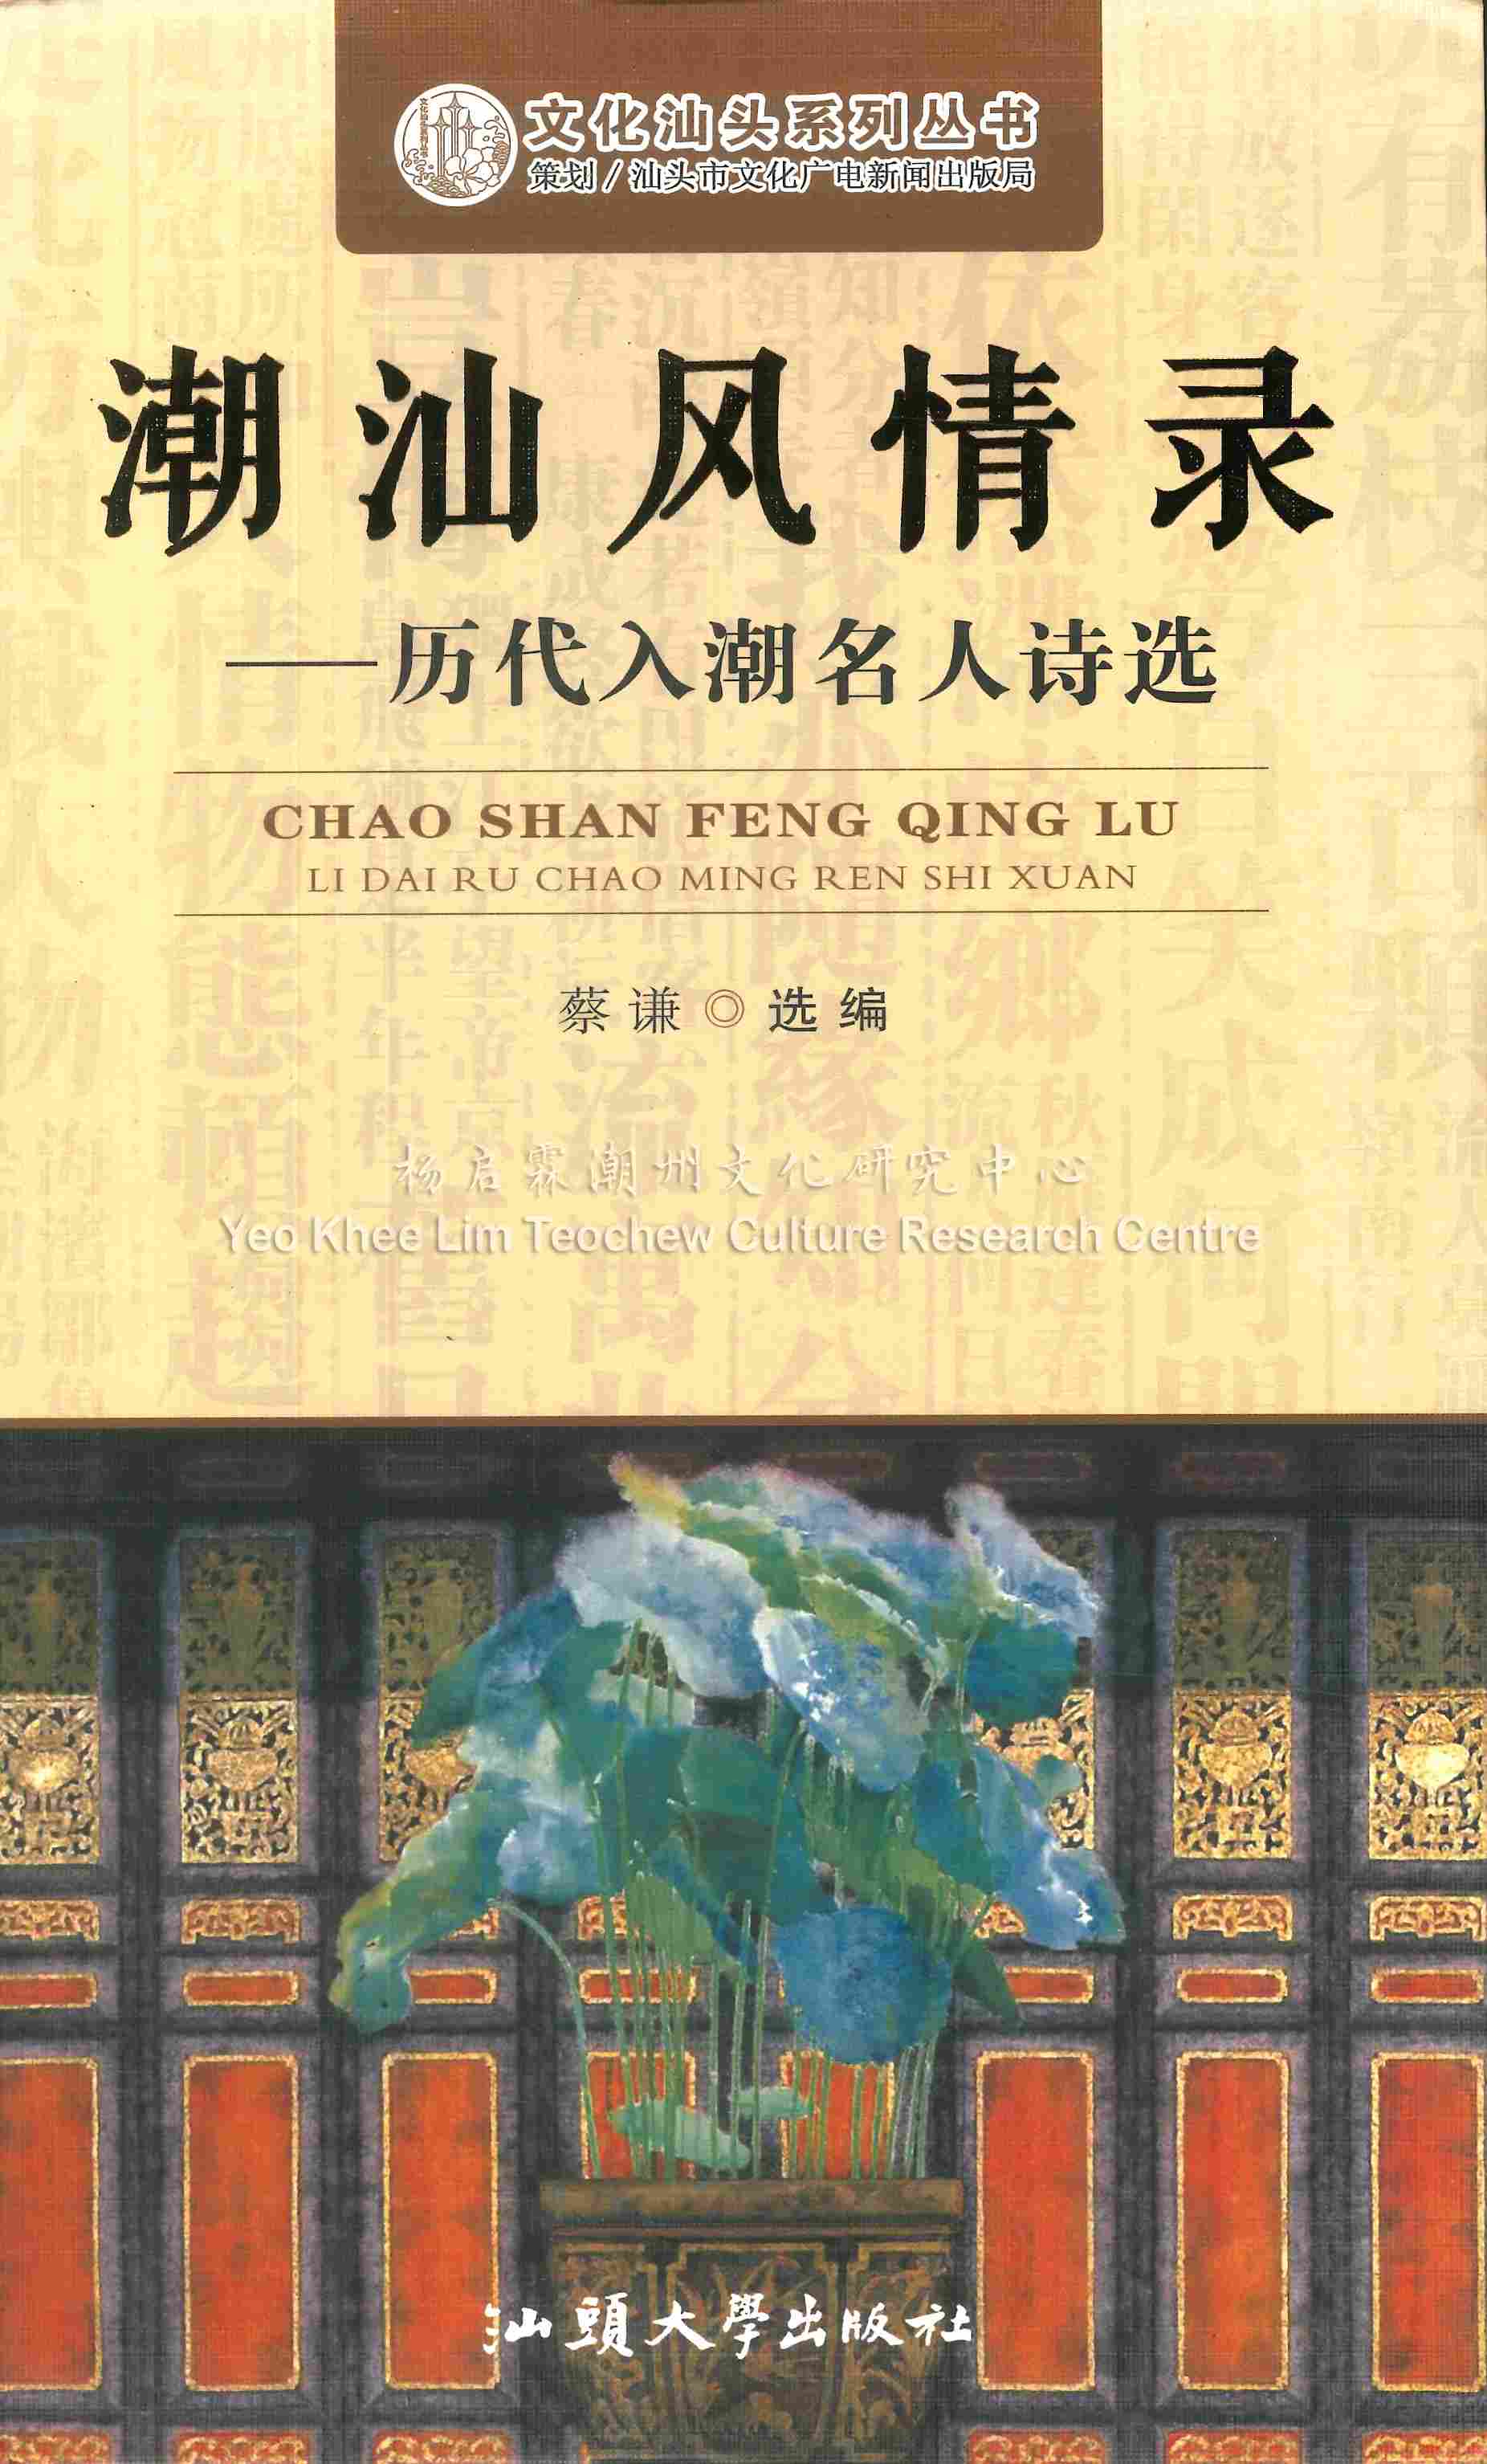 文化汕头系列丛书
策划/汕头市文化广电新闻出版局
潮汕风情录
——历代入潮名人诗选
CHAO SHAN FENG QING LU
LI DAI RU CHAO MING REN SHI XUAN
蔡谦◎选编
杨启霖潮州文化研究中心
Yeo Khee Lim Teochew Culture Research Centre
汕頭大學出版社